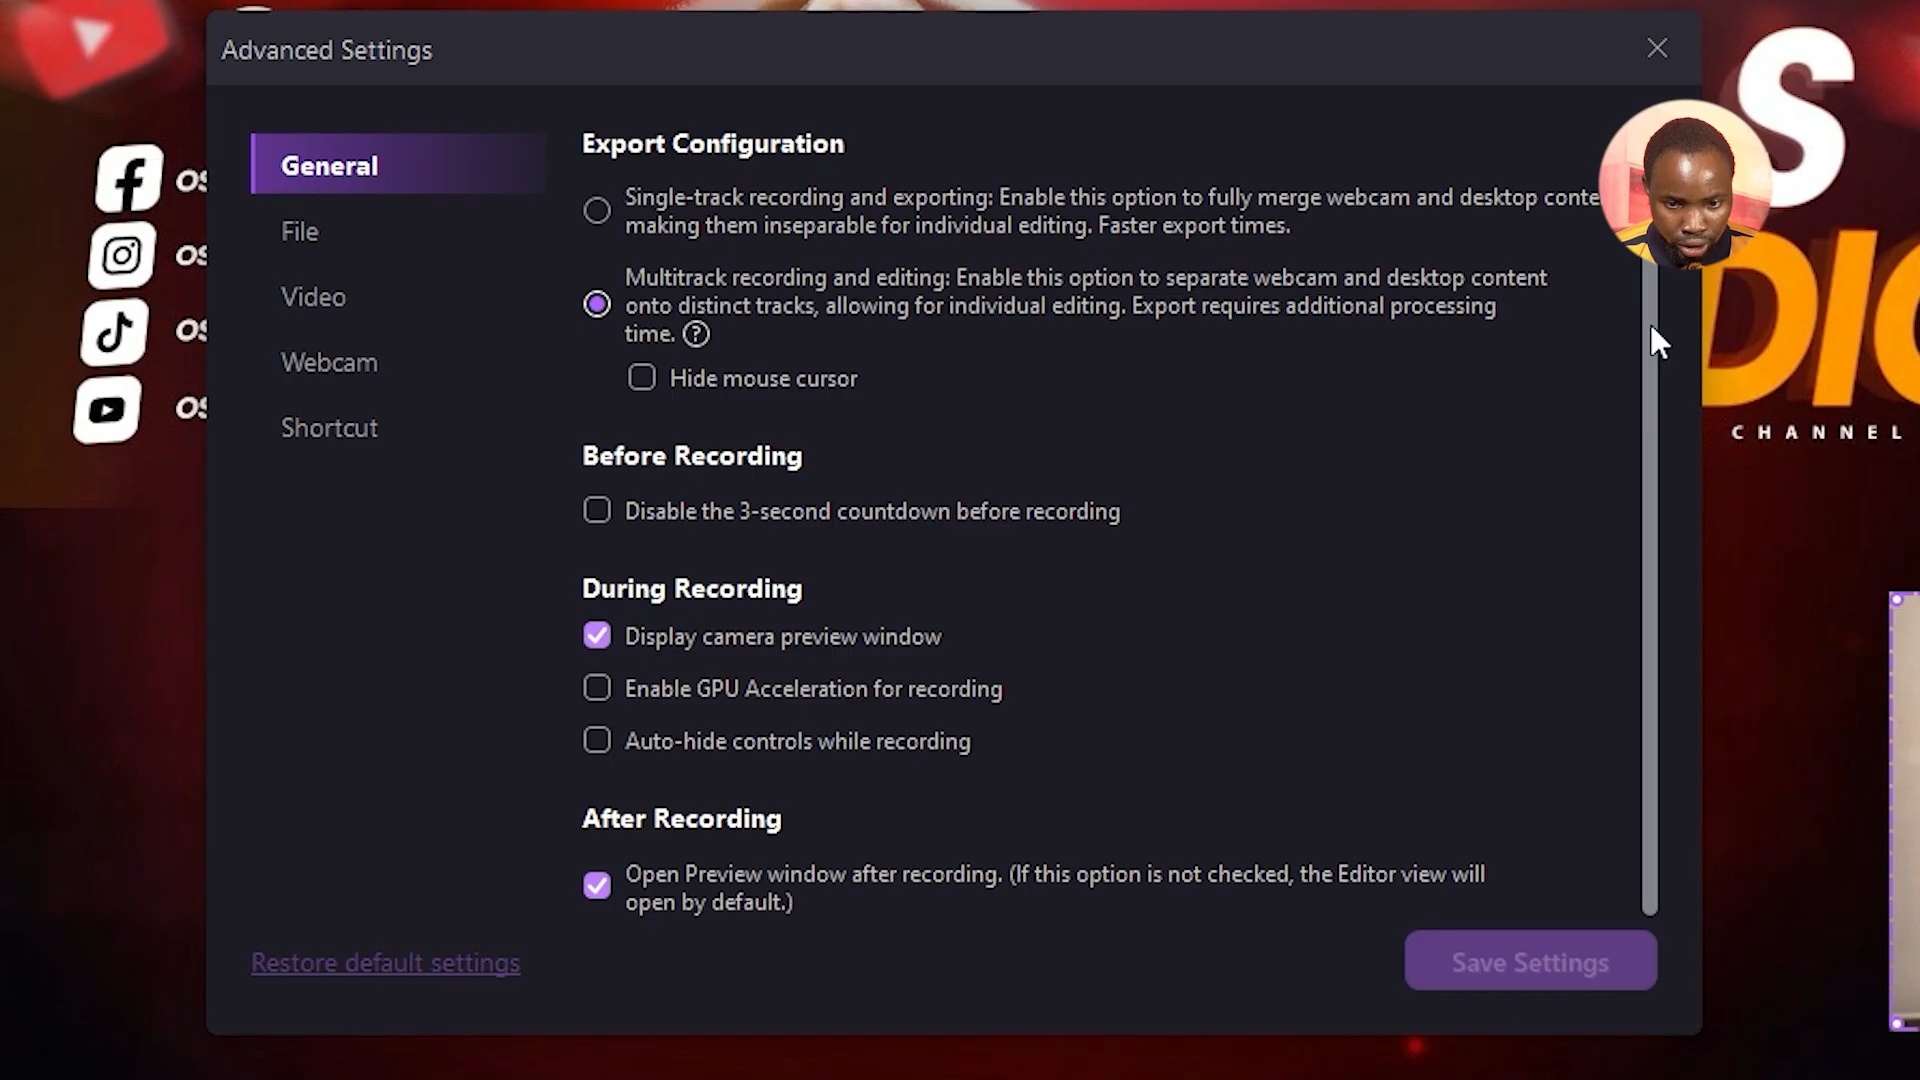 Advanced Settings
General
File
Video
Webcam
Shortcut
Export Configuration
Single-track recording and exporting: Enable this option to fully merge webcam and desktop
making them inseparable for individual editing. Faster export times.
Multitrack recording and editing: Enable this option to separate webcam and desktop content
onto distinct tracks, allowing for individual editing. Export requires additional processing
time. ?
Hide mouse cursor
Before Recording
Disable the 3-second countdown before recording
During Recording
Display camera preview window
Enable GPU Acceleration for recording
Auto-hide controls while recording
After Recording
Open Preview window after recording. (If this option is not checked, the Editor view will
open by default.)
Restore default settings
Save Settings
S
CHANNEL